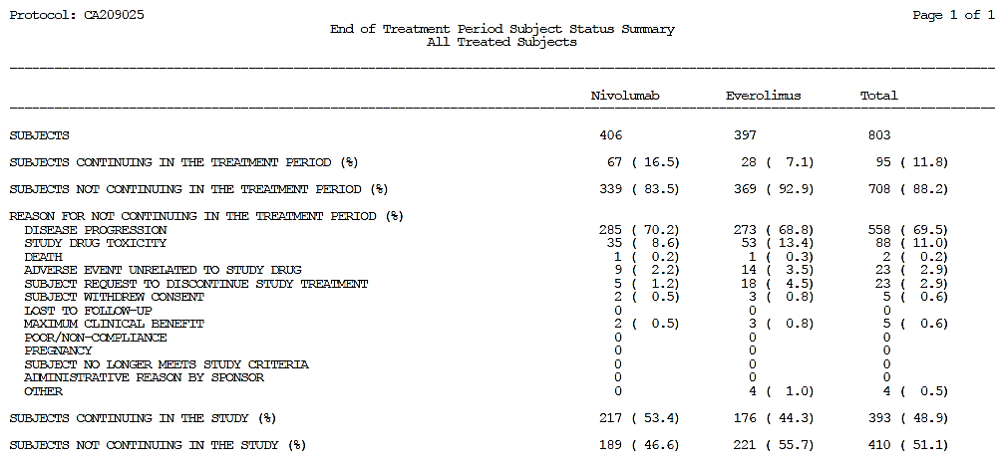 Protocol: CA209025 Page 1 of 1
End of Treatment Period Subject Status Summary
All Treated Subjects
Nivolumab Everolimus Total
SUBJECTS 406 397 803
SUBJECTS CONTINUING IN THE TREATMENT PERIOD (%) 67 ( 16.5) 28 ( 7.1) 95 ( 11.8)
SUBJECTS NOT CONTINUING IN THE TREATMENT PERIOD (%) 339 ( 83.5) 369 ( 92.9) 708 ( 88.2)
REASON FOR NOT CONTINUING IN THE TREATMENT PERIOD (%)
DISEASE PROGRESSION 285 ( 70.2) 273 ( 68.8) 558 ( 69.5)
STUDY DRUG TOXICITY 35 ( 8.6) 53 ( 13.4) 88 ( 11.0)
DEATH 1 ( 0.2) 1 ( 0.3) 2 ( 0.2)
ADVERSE EVENT UNRELATED TO STUDY DRUG 9 ( 2.2) 14 ( 3.5) 23 ( 2.9)
SUBJECT REQUEST TO DISCONTINUE STUDY TREATMENT 5 ( 1.2) 18 ( 4.5) 23 ( 2.9)
SUBJECT WITHDREW CONSENT 2 ( 0.5) 3 ( 0.8) 5 ( 0.6)
LOST TO FOLLOW-UP 0 0 0
MAXIMUM CLINICAL BENEFIT 2 ( 0.5) 3 ( 0.8) 5 ( 0.6)
POOR/NON-COMPLIANCE 0 0 0
PREGNANCY 0 0 0
SUBJECT NO LONGER MEETS STUDY CRITERIA 0 0 0
ADMINISTRATIVE REASON BY SPONSOR 0 0 0
OTHER 0 4 ( 1.0) 4 ( 0.5)
SUBJECTS CONTINUING IN THE STUDY (%) 217 ( 53.4) 176 ( 44.3) 393 ( 48.9)
SUBJECTS NOT CONTINUING IN THE STUDY (%) 189 ( 46.6) 221 ( 55.7) 410 ( 51.1)